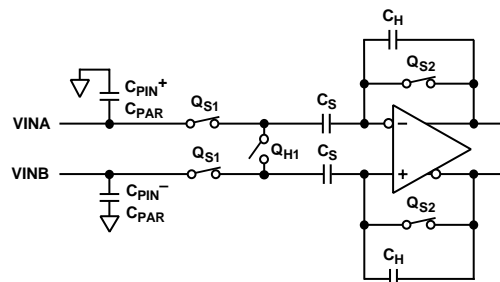 CH
CPIN+
CPAR
QS1
CS
QS2
VINA
−
QH1
QS1
CS
VINB
+
CPIN−
CPAR
QS2
CH